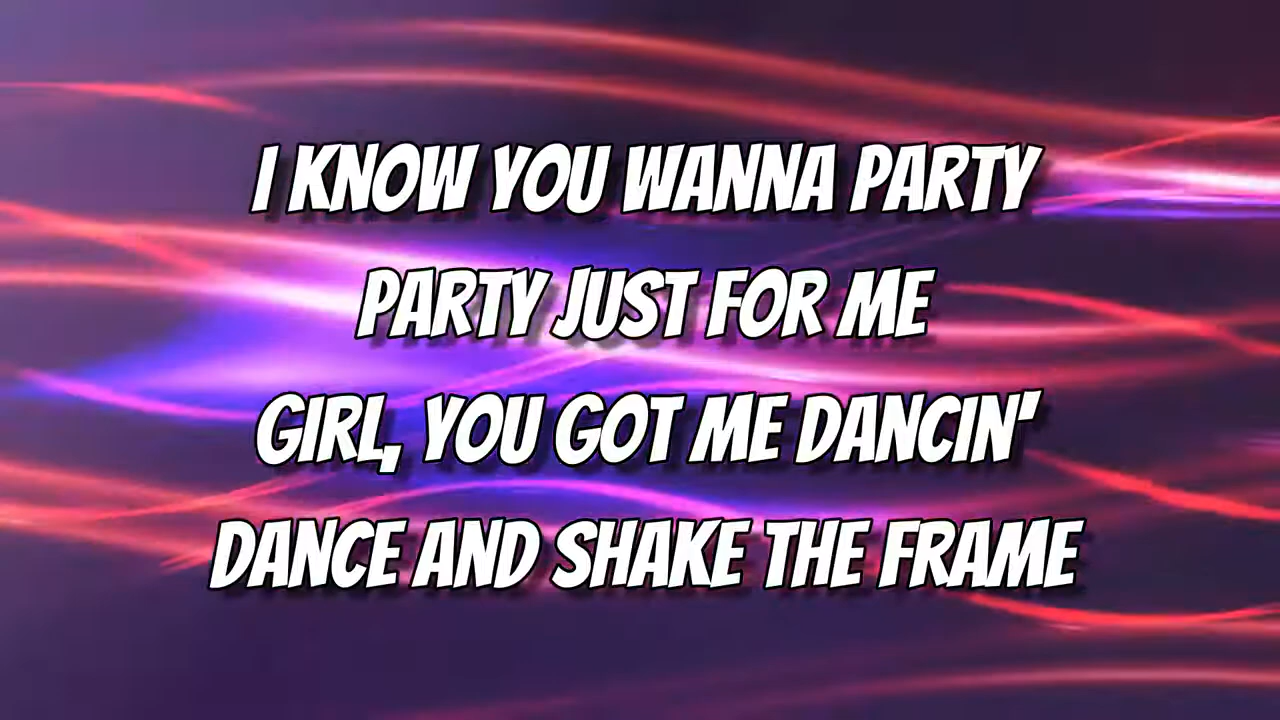 I KNOW YOU WANNA PARTY
PARTY JUST FOR ME
GIRL, YOU GOT ME DANCIN'
DANCE AND SHAKE THE FRAME